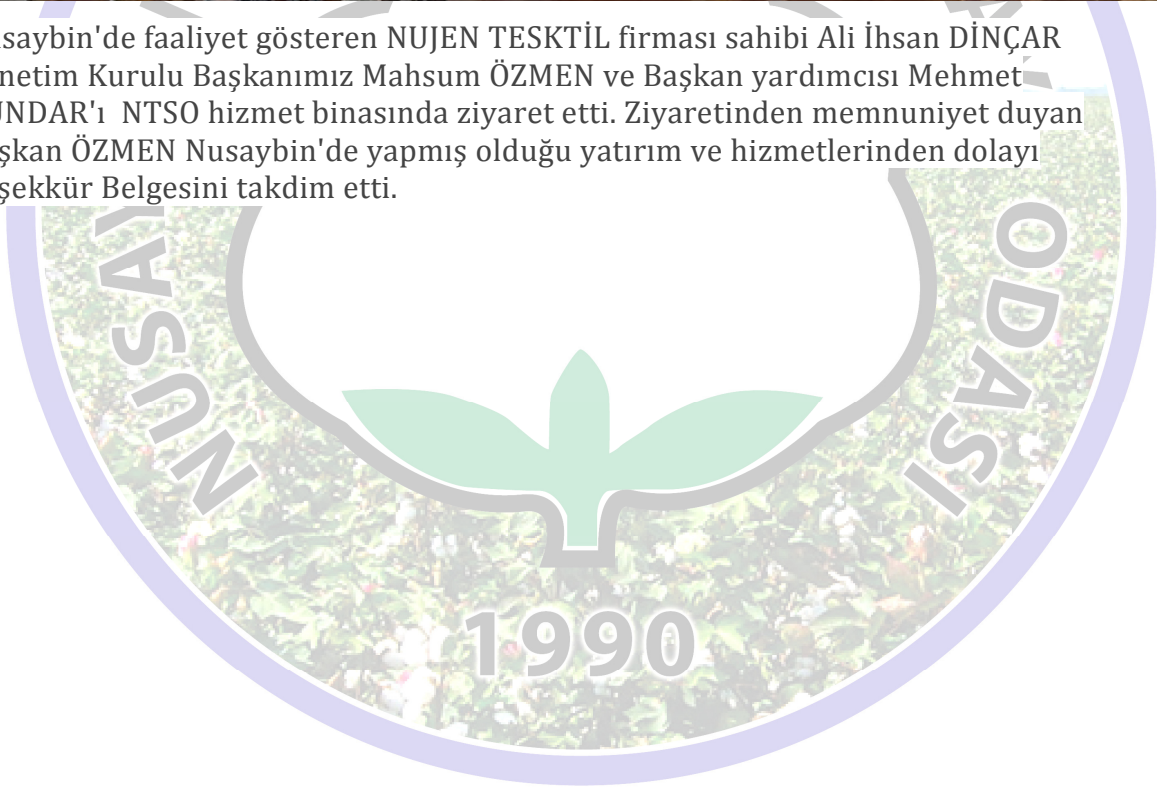 saybin'de faaliyet gösteren NUJEN TESKTİL firması sahibi Ali İhsan DİNÇAR
netim Kurulu Başkanımız Mahsum ÖZMEN ve Başkan yardımcısı Mehmet
NDAR'ı NTSO hizmet binasında ziyaret etti. Ziyaretinden memnuniyet duyan
şkan ÖZMEN Nusaybin'de yapmış olduğu yatırım ve hizmetlerinden dolayı
şekkür Belgesini takdim etti.
NUSAY
ODASI
1990